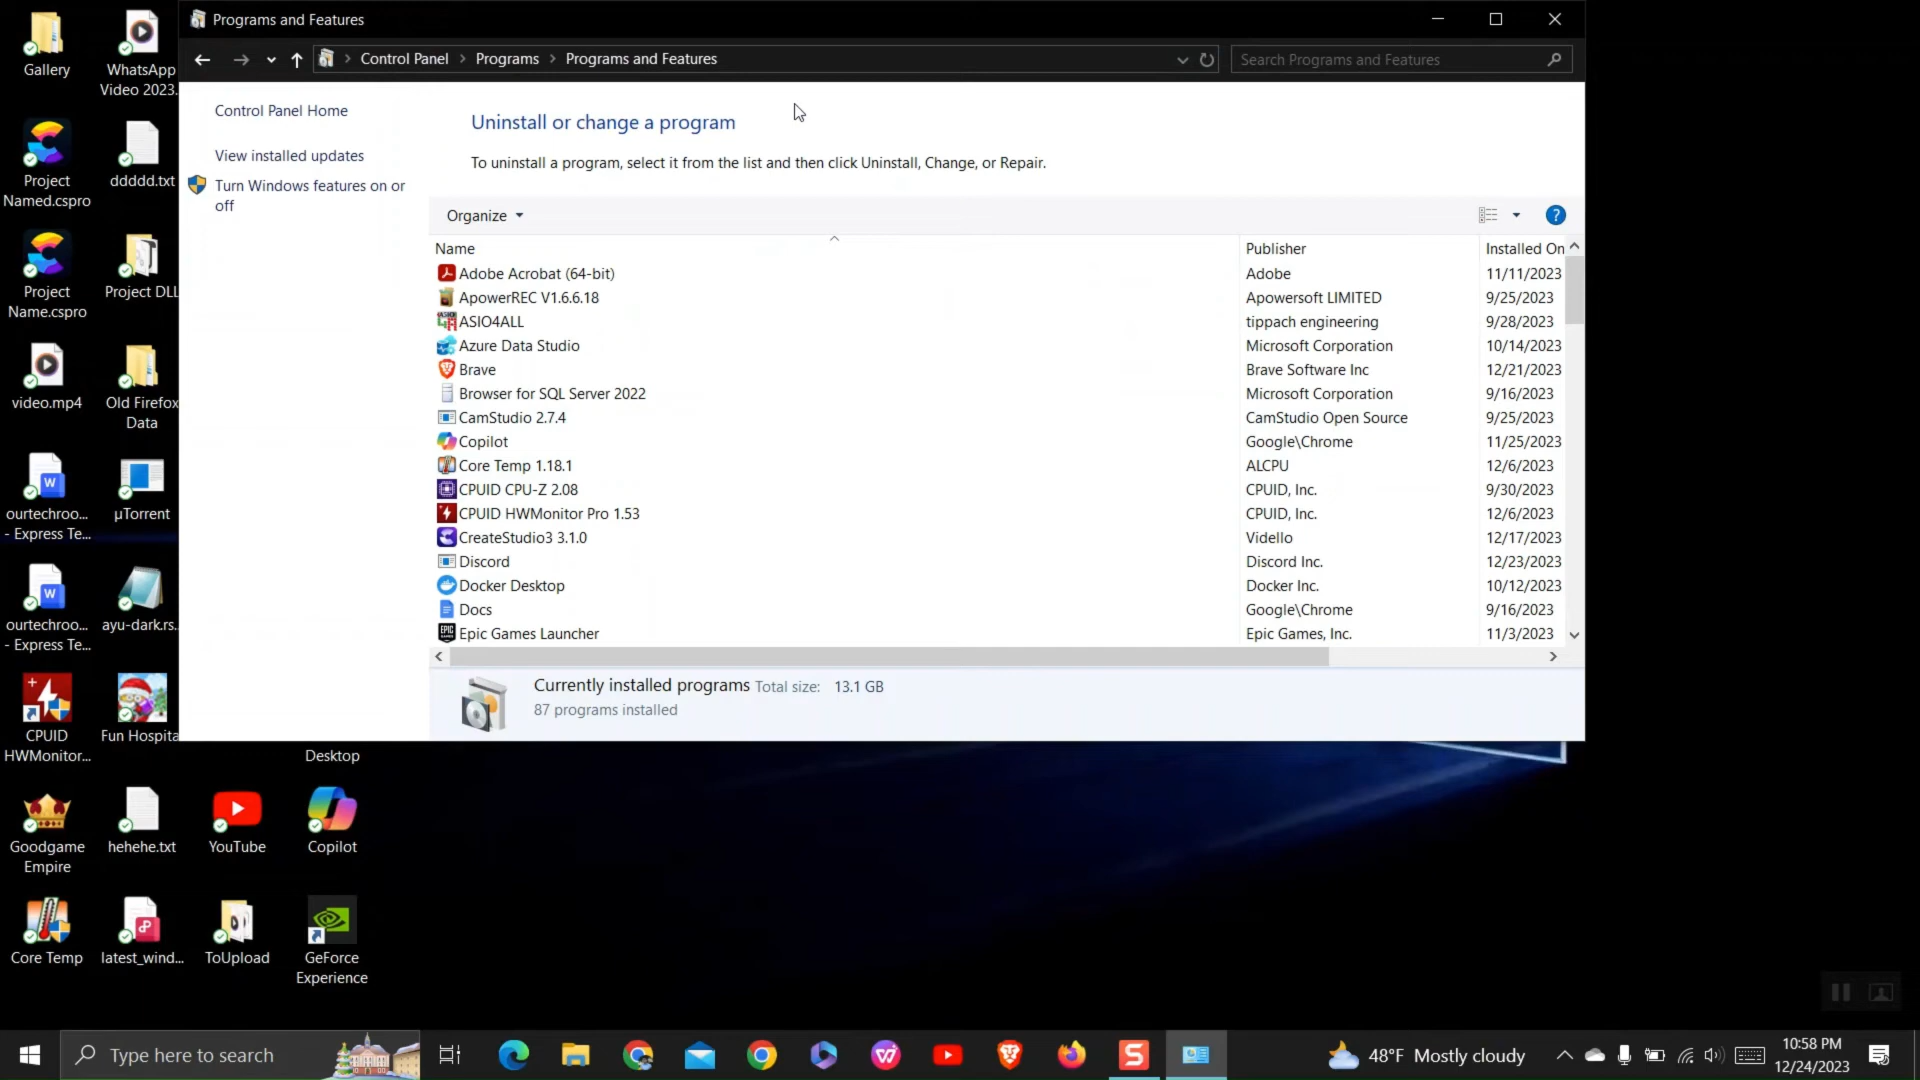 Programs and Features
Control Panel > Programs > Programs and Features
Search Programs and Features
Control Panel Home
View installed updates
Turn Windows features on or
off
Uninstall or change a program
To uninstall a program, select it from the list and then click Uninstall, Change, or Repair.
Organize
Name Publisher Installed On
Adobe Acrobat (64-bit) Adobe 11/11/2023
ApowerREC V1.6.6.18 Apowersoft LIMITED 9/25/2023
ASIO4ALL tippach engineering 9/28/2023
Azure Data Studio Microsoft Corporation 10/14/2023
Brave Brave Software Inc 12/21/2023
Browser for SQL Server 2022 Microsoft Corporation 9/16/2023
CamStudio 2.7.4 CamStudio Open Source 9/25/2023
Copilot Google\Chrome 11/25/2023
Core Temp 1.18.1 ALCPU 12/6/2023
CPUID CPU-Z 2.08 CPUID, Inc. 9/30/2023
CPUID HWMonitor Pro 1.53 CPUID, Inc. 12/6/2023
CreateStudio3 3.1.0 Vidello 12/17/2023
Discord Discord Inc. 12/23/2023
Docker Desktop Docker Inc. 10/12/2023
Docs Google\Chrome 9/16/2023
Epic Games Launcher Epic Games, Inc. 11/3/2023
Currently installed programs Total size: 13.1 GB
87 programs installed
Gallery
WhatsApp
Video 2023.
Project
Named.cspro
ddddd.txt
Project
Name.cspro
Project DLL
video.mp4
Old Firefox
Data
ourtechroo...
- Express Te...
µTorrent
ourtechroo...
- Express Te...
ayu-dark.rs..
CPUID
HWMonitor...
Fun Hospita
Desktop
Goodgame
Empire
hehehe.txt
YouTube
Copilot
Core Temp
latest_wind...
ToUpload
GeForce
Experience
Type here to search
48°F Mostly cloudy
10:58 PM
12/24/2023